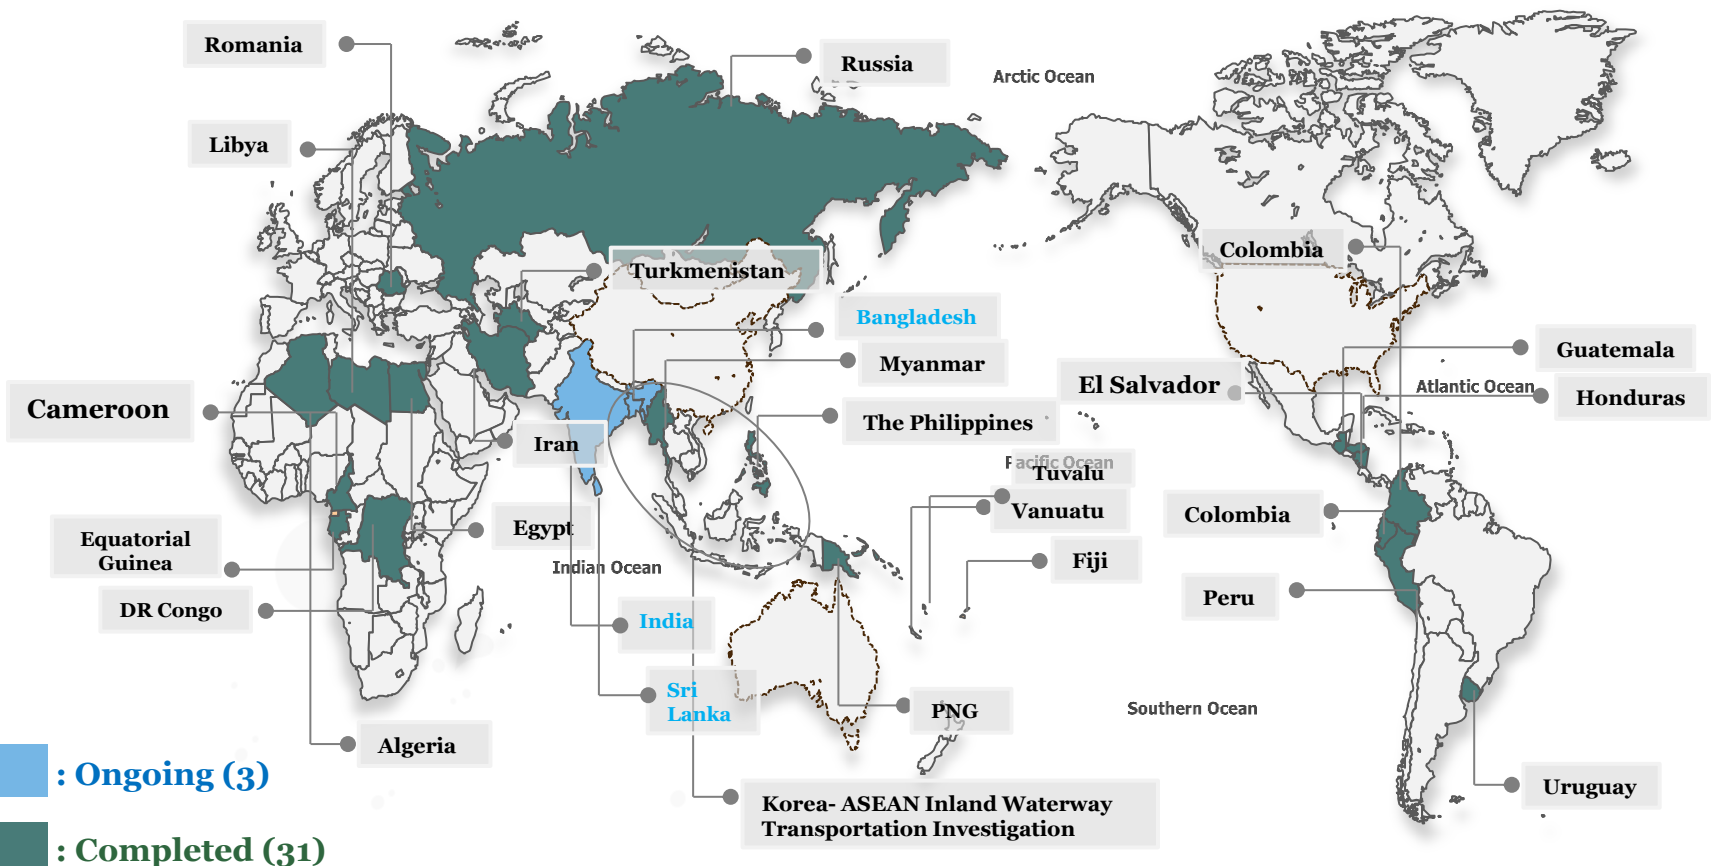 Romania
Russia
Arctic Ocean
Libya
Colombia
Turkmenistan
Bangladesh
Myanmar
Guatemala
El Salvador
Atlantic Ocean
Honduras
Cameroon
The Philippines
Iran
Pacific Ocean
Tuvalu
Vanuatu
Colombia
Egypt
Equatorial
Guinea
Indian Ocean
Fiji
Peru
DR Congo
India
Sri
Lanka
PNG
Southern Ocean
Algeria
: Ongoing (3)
Uruguay
Korea- ASEAN Inland Waterway
Transportation Investigation
: Completed (31)